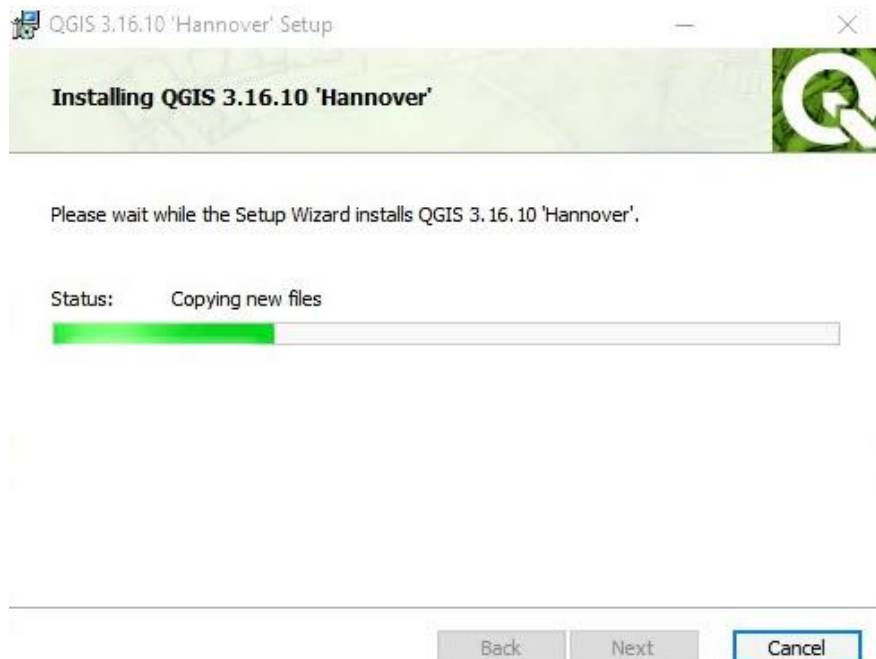 QGIS 3.16.10 'Hannover' Setup
Installing QGIS 3.16.10 'Hannover'
Please wait while the Setup Wizard installs QGIS 3.16.10 'Hannover'.
Status: Copying new files
Back Next Cancel